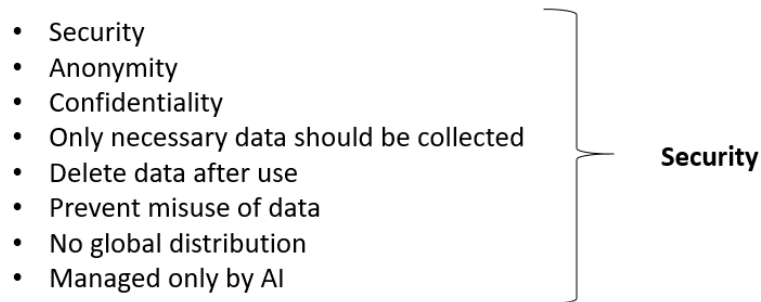 • Security
• Anonymity
• Confidentiality
• Only necessary data should be collected
• Delete data after use
• Prevent misuse of data
• No global distribution
• Managed only by AI
Security